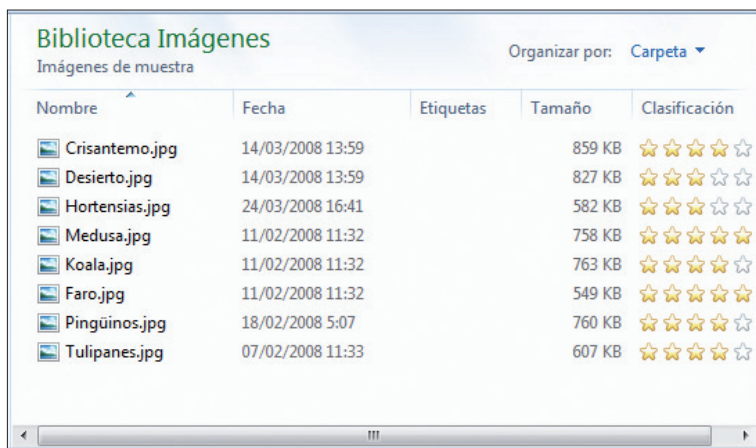 Biblioteca Imágenes
Imágenes de muestra
Organizar por: Carpeta
Nombre Fecha Etiquetas Tamaño Clasificación
Crisantemo.jpg 14/03/2008 13:59 859 KB
Desierto.jpg 14/03/2008 13:59 827 KB
Hortensias.jpg 24/03/2008 16:41 582 KB
Medusa.jpg 11/02/2008 11:32 758 KB
Koala.jpg 11/02/2008 11:32 763 KB
Faro.jpg 11/02/2008 11:32 549 KB
Pingüinos.jpg 18/02/2008 5:07 760 KB
Tulipanes.jpg 07/02/2008 11:33 607 KB